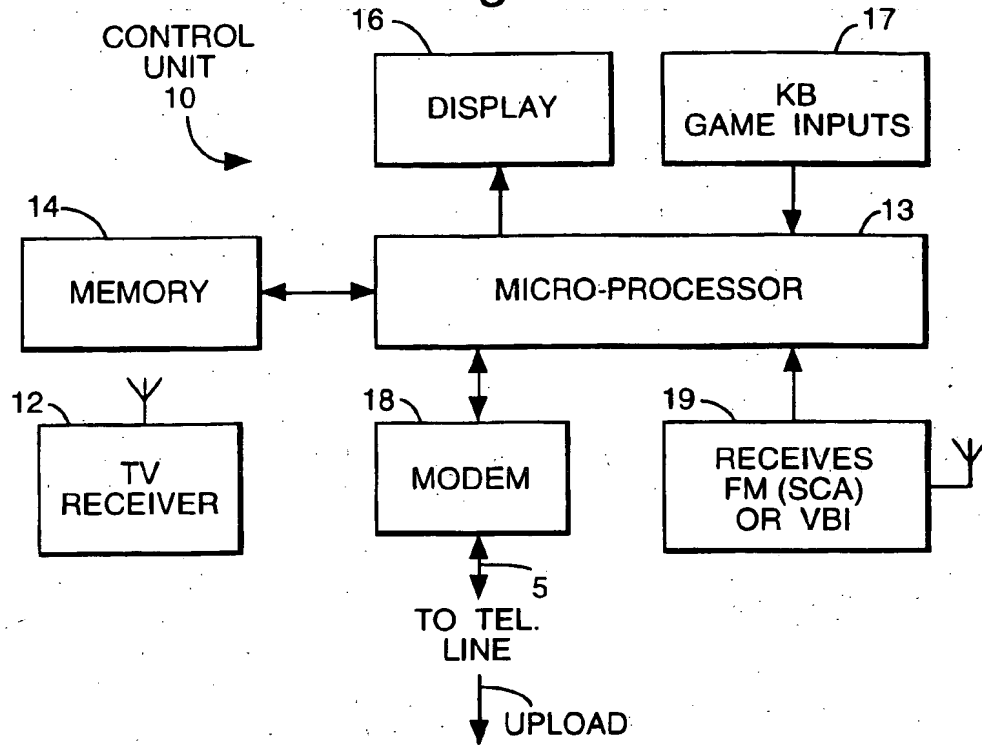 CONTROL
UNIT
10
16
DISPLAY
17
KB
GAME INPUTS
14
MEMORY
13
MICRO-PROCESSOR
12
TV
RECEIVER
18
MODEM
19
RECEIVES
FM (SCA)
OR VBI
5
TO TEL.
LINE
UPLOAD